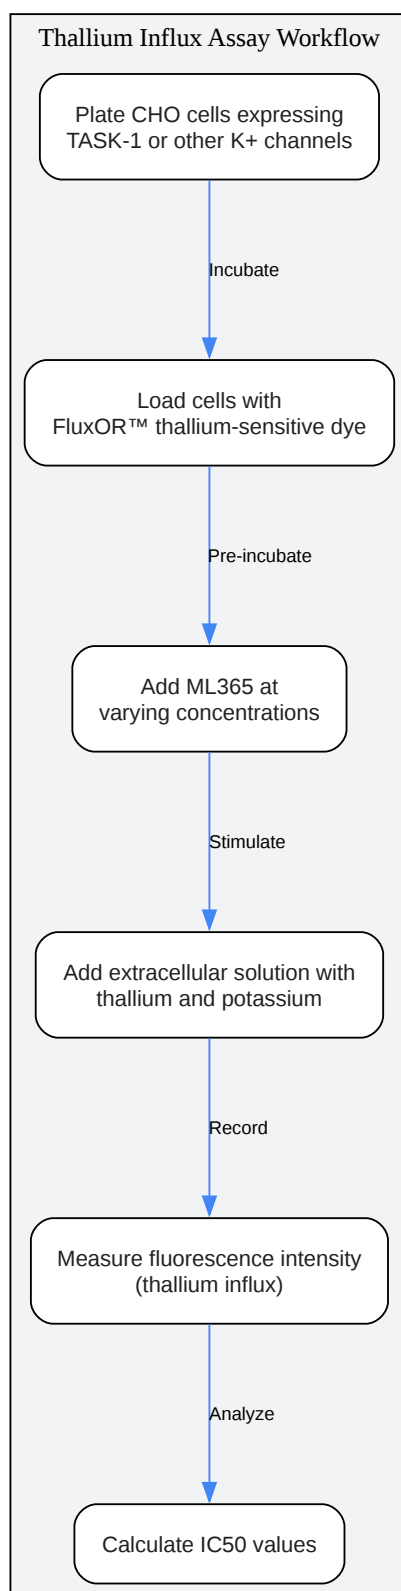 Thallium Influx Assay Workflow
Plate CHO cells expressing
TASK-1 or other K+ channels
Incubate
Load cells with
FluxOR™ thallium-sensitive dye
Pre-incubate
Add ML365 at
varying concentrations
Stimulate
Add extracellular solution with
thallium and potassium
Record
Measure fluorescence intensity
(thallium influx)
Analyze
Calculate IC50 values